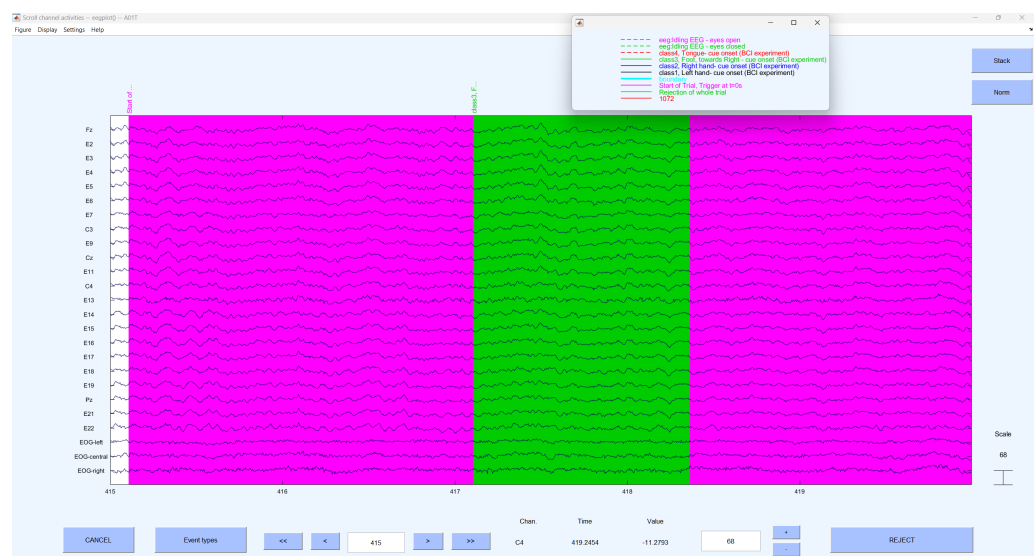 Scroll channel activities -- eegplot() -- A01T
Figure Display Settings Help
eeg:Idling EEG - eyes open
eeg:Idling EEG - eyes closed
class4, Tongue- cue onset (BCI experiment)
class3, Foot, towards Right - cue onset (BCI experiment)
class2, Right hand- cue onset (BCI experiment)
class1, Left hand- cue onset (BCI experiment)
boundary
Start of Trial, Trigger at t=0s
Rejection of whole trial
1072
Stack
Norm
Start of ...
class3, F...
Fz
E2
E3
E4
E5
E6
E7
C3
E9
Cz
E11
C4
E13
E14
E15
E16
E17
E18
E19
Pz
E21
E22
EOG-left
EOG-central
EOG-right
415 416 417 418 419
Scale
68
Chan. Time Value
CANCEL Event types << < 415 > >> C4 419.2454 -11.2793 68 + - REJECT